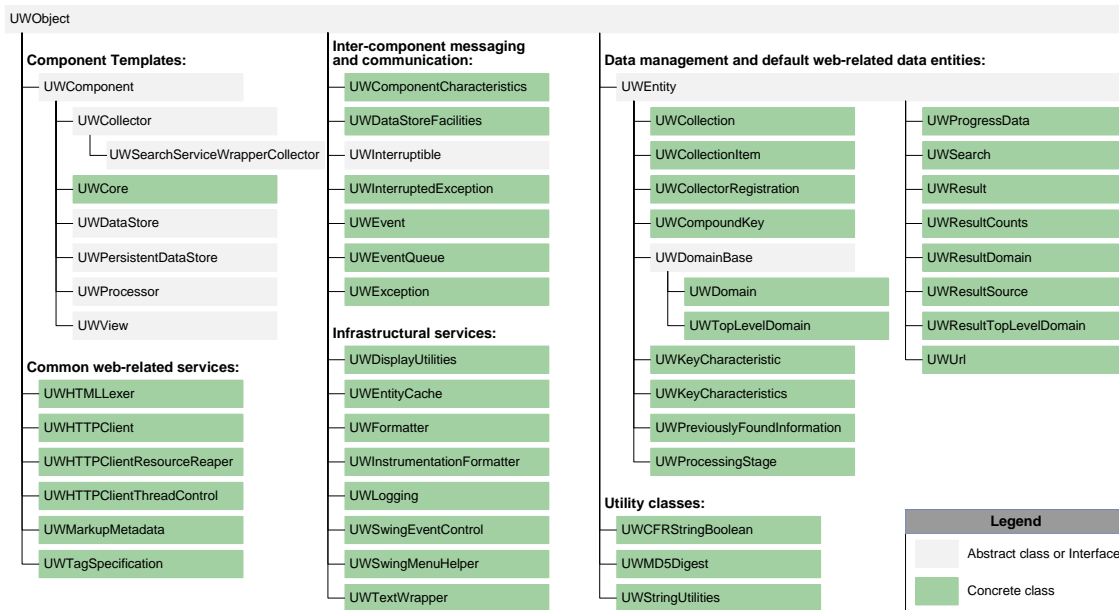 UWObject
Component Templates:
UWComponent
UWCollector
UWSearchServiceWrapperCollector
UWCore
UWDataStore
UWPersistentDataStore
UWProcessor
UWView
Common web-related services:
UWHTMLLexer
UWHTTPClient
UWHTTPClientResourceReaper
UWHTTPClientThreadControl
UWMarkupMetadata
UWTagSpecification
Inter-component messaging
and communication:
UWComponentCharacteristics
UWDataStoreFacilities
UWInterruptible
UWInterruptedException
UWEvent
UWEventQueue
UWException
Infrastructural services:
UWDisplayUtilities
UWEntityCache
UWFormatter
UWInstrumentationFormatter
UWLogging
UWSwingEventControl
UWSwingMenuHelper
UWTextWrapper
Data management and default web-related data entities:
UWEntity
UWCollection
UWCollectionItem
UWCollectorRegistration
UWCompoundKey
UWDomainBase
UWDomain
UWTopLevelDomain
UWKeyCharacteristic
UWKeyCharacteristics
UWPreviouslyFoundInformation
UWProcessingStage
UWProgressData
UWSearch
UWResult
UWResultCounts
UWResultDomain
UWResultSource
UWResultTopLevelDomain
UWUrl
Utility classes:
UWCFRStringBoolean
UWMD5Digest
UWStringUtilities
Legend
Abstract class or Interface
Concrete class